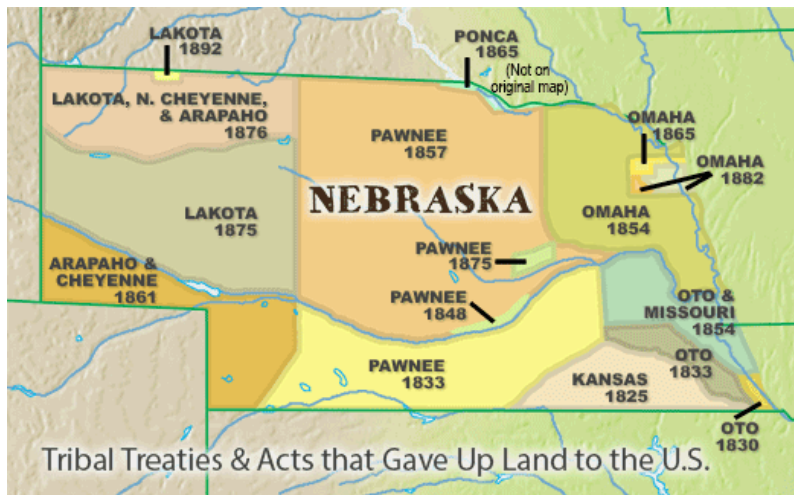 LAKOTA
1892
PONCA
1865
(Not on
original map)
LAKOTA, N. CHEYENNE,
& ARAPAHO
1876
PAWNEE
1857
OMAHA
1865
OMAHA
1882
NEBRASKA
LAKOTA
1875
OMAHA
1854
PAWNEE
1875
ARAPAHO &
CHEYENNE
1861
PAWNEE
1848
OTO &
MISSOURI
1854
PAWNEE
1833
OTO
1833
KANSAS
1825
OTO
1830
Tribal Treaties & Acts that Gave Up Land to the U.S.